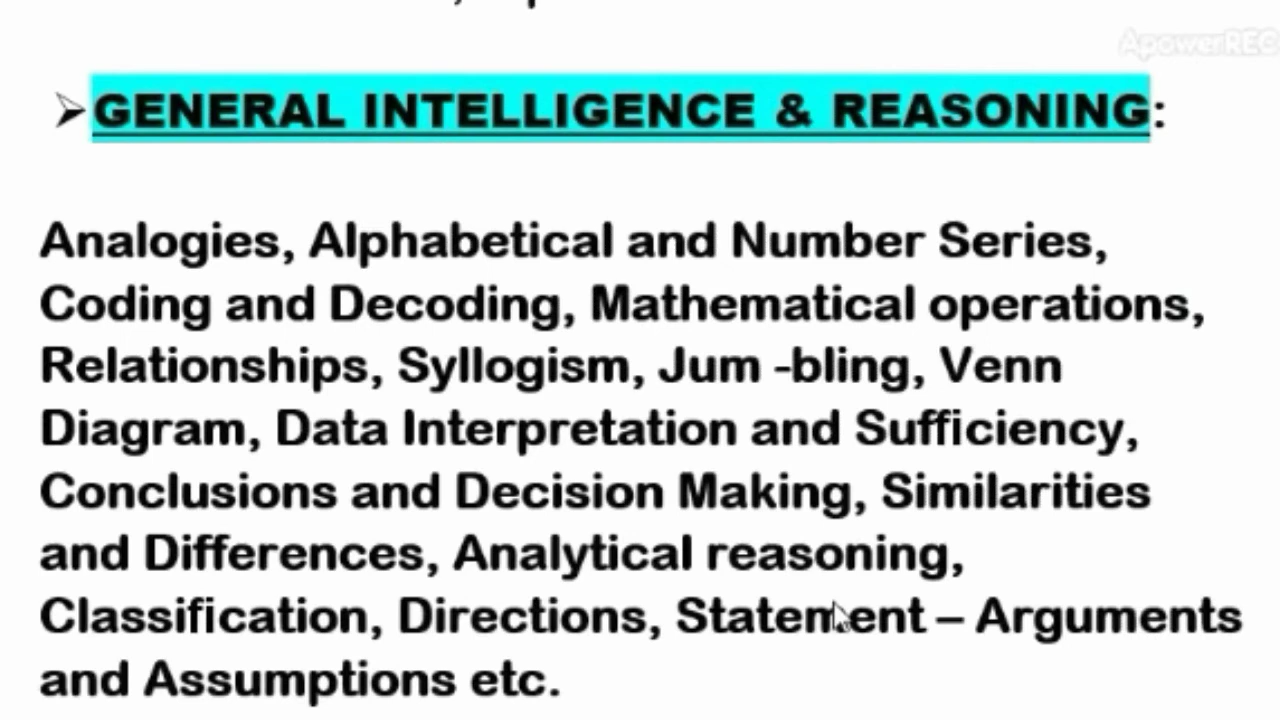 ApowerREC
➢GENERAL INTELLIGENCE & REASONING:
Analogies, Alphabetical and Number Series,
Coding and Decoding, Mathematical operations,
Relationships, Syllogism, Jum -bling, Venn
Diagram, Data Interpretation and Sufficiency,
Conclusions and Decision Making, Similarities
and Differences, Analytical reasoning,
Classification, Directions, Statement – Arguments
and Assumptions etc.